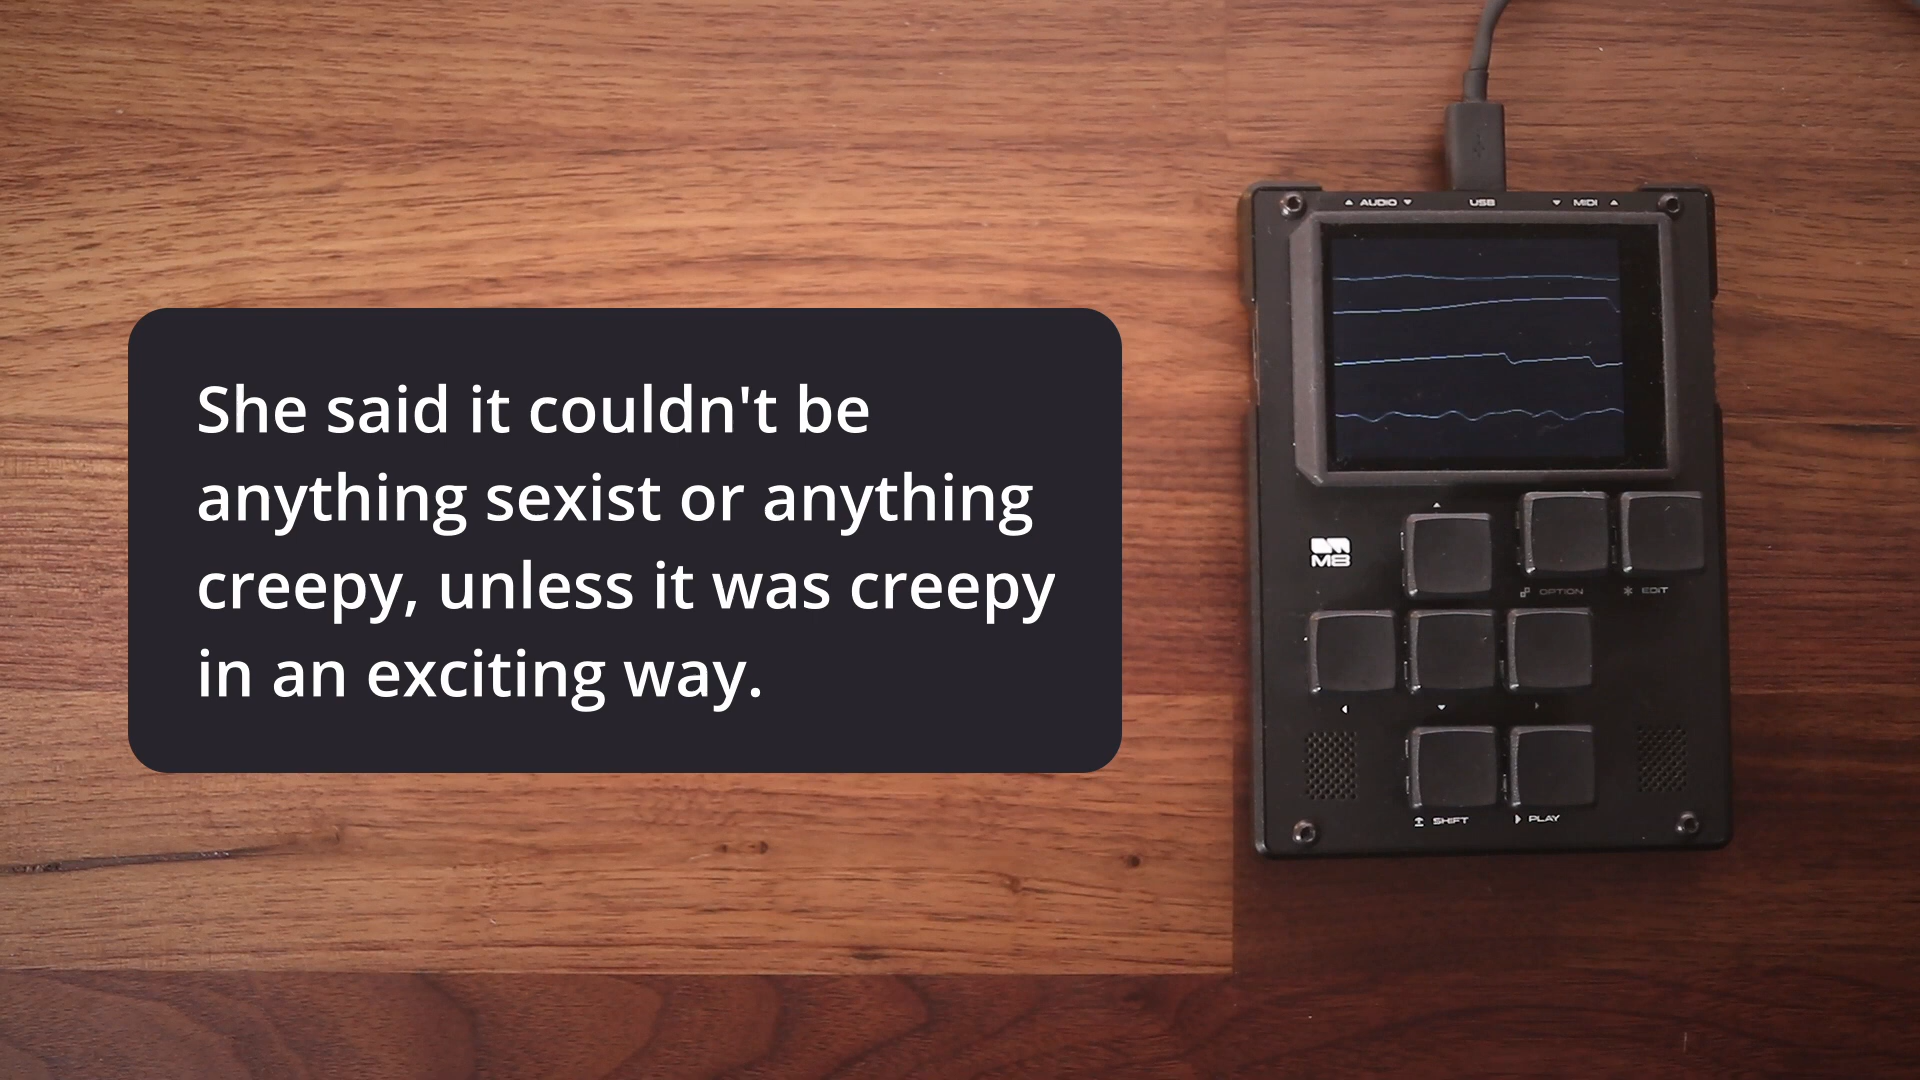 She said it couldn't be
anything sexist or anything
creepy, unless it was creepy
in an exciting way.
AUDIO USB MIDI
M8
OPTION EDIT
SHIFT PLAY